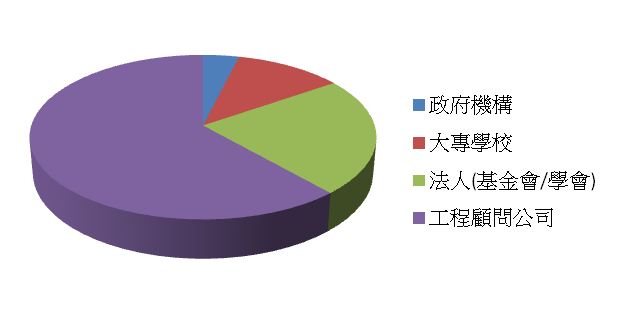 政府機構
大專學校
法人(基金會/學會)
工程顧問公司